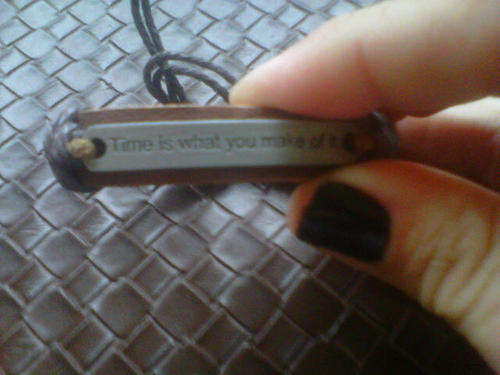 Time is what you make of it